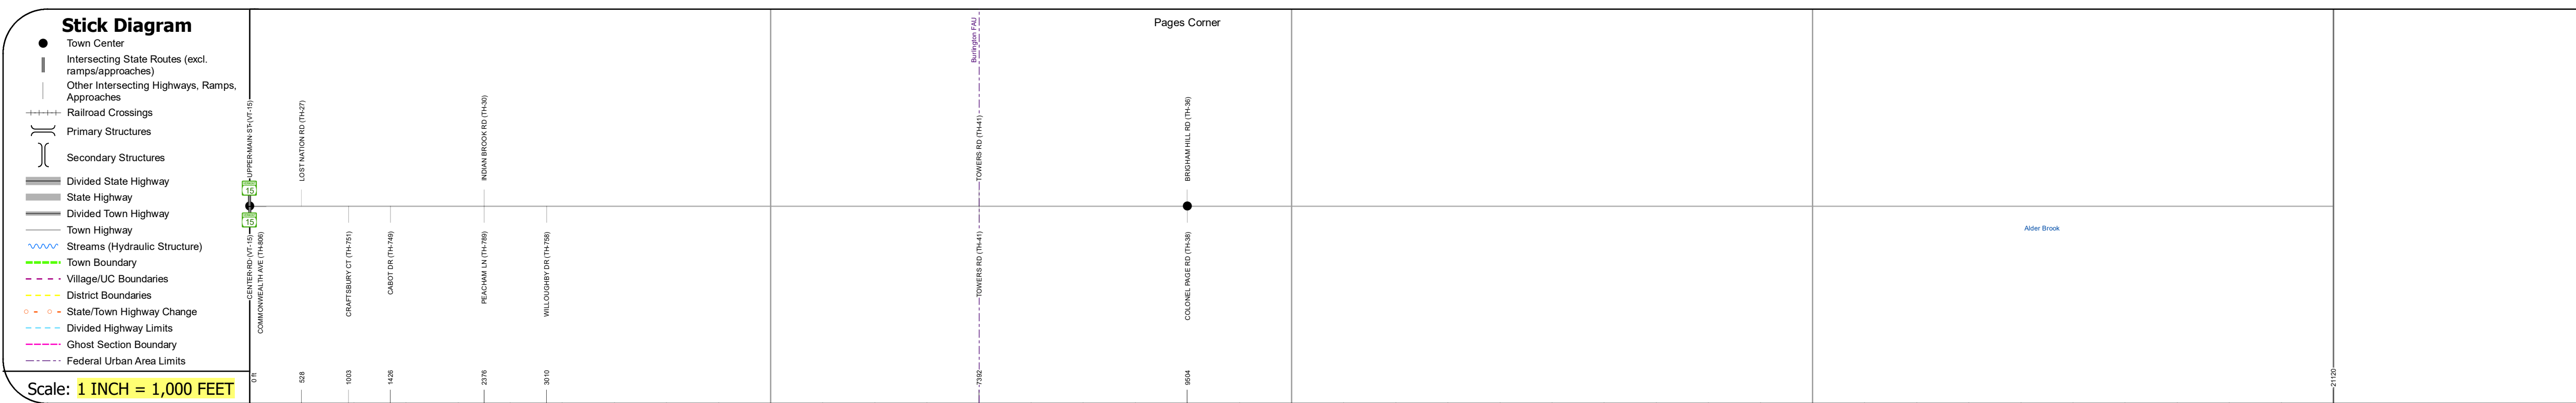 Stick Diagram
Town Center
Intersecting State Routes (excl.
ramps/approaches)
Other Intersecting Highways, Ramps,
Approaches
Railroad Crossings
Primary Structures
Secondary Structures
Divided State Highway
State Highway
Divided Town Highway
Town Highway
Streams (Hydraulic Structure)
Town Boundary
Village/UC Boundaries
District Boundaries
State/Town Highway Change
Divided Highway Limits
Ghost Section Boundary
Federal Urban Area Limits
Scale: 1 INCH = 1,000 FEET
Burlington FAU
Pages Corner
UPPER MAIN ST (VT-15)
LOST NATION RD (TH-27)
INDIAN BROOK RD (TH-30)
TOWERS RD (TH-41)
BRIGHAM HILL RD (TH-36)
15
15
CENTER RD (VT-15)
COMMONWEALTH AVE (TH-806)
CRAFTSBURY CT (TH-751)
CABOT DR (TH-749)
PEACHAM LN (TH-789)
WILLOUGHBY DR (TH-758)
TOWERS RD (TH-41)
COLONEL PAGE RD (TH-38)
Alder Brook
0 ft
528
1003
1426
2376
3010
7392
9504
21120